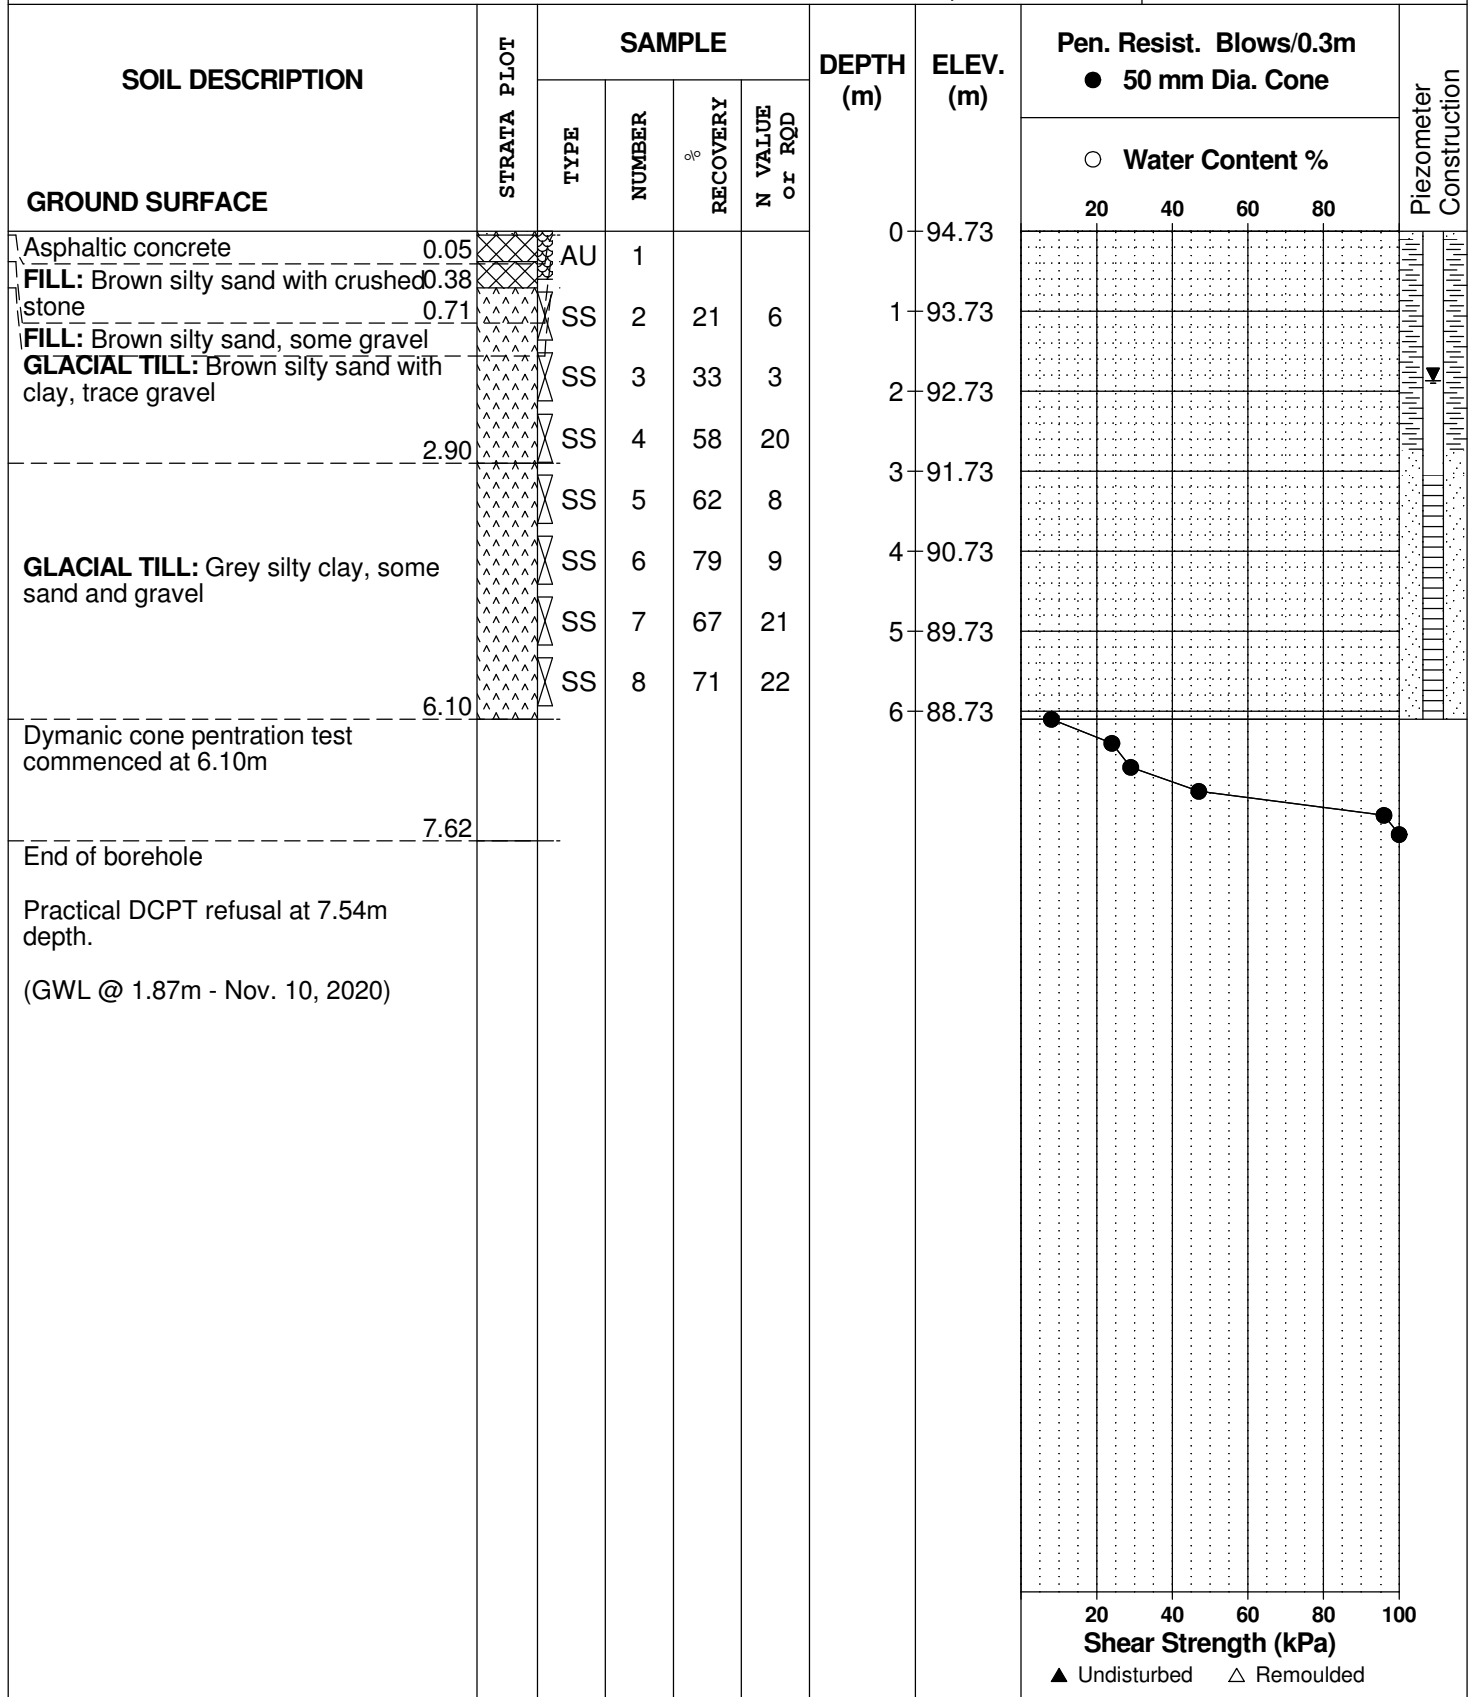 SOIL DESCRIPTION
GROUND SURFACE
STRATA PLOT
SAMPLE
TYPE
NUMBER
% RECOVERY
N VALUE or RQD
DEPTH (m)
ELEV. (m)
Pen. Resist. Blows/0.3m
● 50 mm Dia. Cone
○ Water Content %
20 40 60 80
Piezometer Construction
Asphaltic concrete 0.05
FILL: Brown silty sand with crushed 0.38
stone 0.71
FILL: Brown silty sand, some gravel
GLACIAL TILL: Brown silty sand with
clay, trace gravel
2.90
GLACIAL TILL: Grey silty clay, some
sand and gravel
6.10
Dymanic cone pentration test
commenced at 6.10m
7.62
End of borehole
Practical DCPT refusal at 7.54m
depth.
(GWL @ 1.87m - Nov. 10, 2020)
AU 1
SS 2 21 6
SS 3 33 3
SS 4 58 20
SS 5 62 8
SS 6 79 9
SS 7 67 21
SS 8 71 22
0 94.73
1 93.73
2 92.73
3 91.73
4 90.73
5 89.73
6 88.73
20 40 60 80 100
Shear Strength (kPa)
▲ Undisturbed △ Remoulded